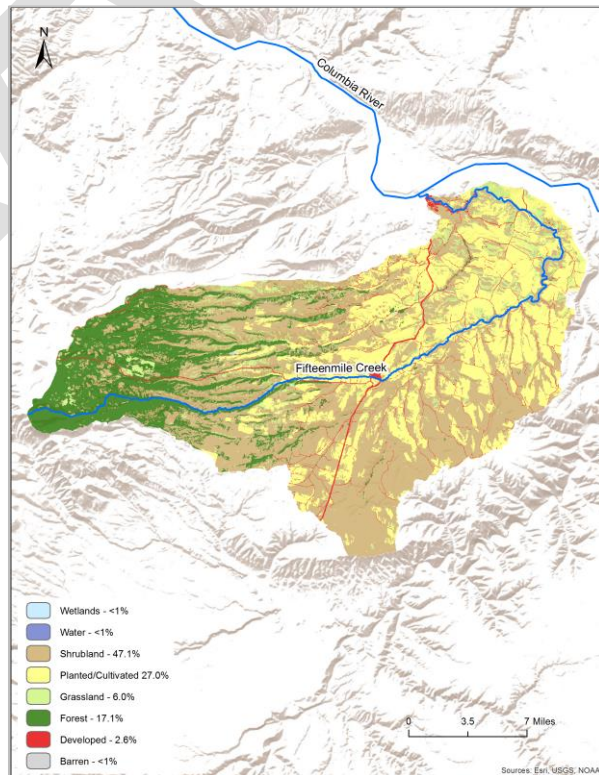 N
Columbia River
Fifteenmile Creek
Wetlands - <1%
Water - <1%
Shrubland - 47.1%
Planted/Cultivated 27.0%
Grassland - 6.0%
Forest - 17.1%
Developed - 2.6%
Barren - <1%
0 3.5 7 Miles
Sources: Esri, USGS, NOAA